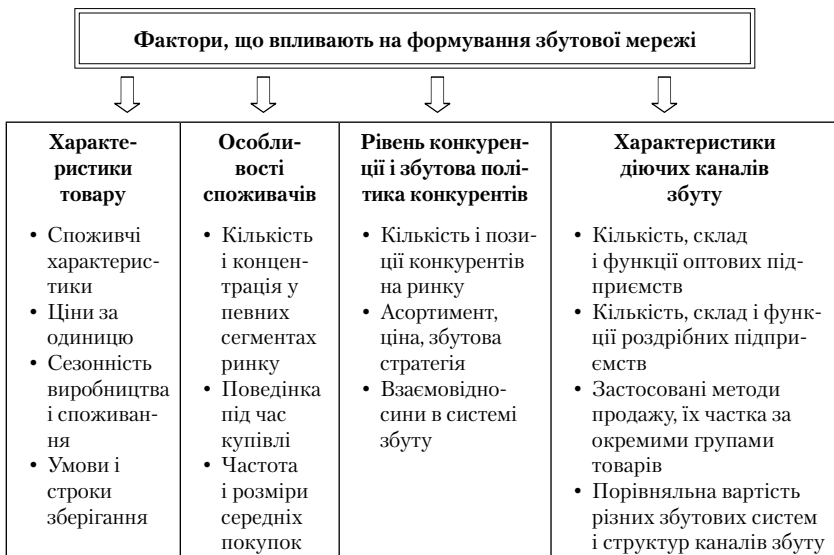 Фактори, що впливають на формування збутової мережі
Характе-
ристики
товару
• Споживчі
характерис-
тики
• Ціни за
одиницю
• Сезонність
виробництва
і споживан-
ня
• Умови і
строки
зберігання
Особли-
вості
споживачів
• Кількість
і концен-
трація у
певних
сегментах
ринку
• Поведінка
під час
купівлі
• Частота
і розміри
середніх
покупок
Рівень конкурен-
ції і збутова полі-
тика конкурентів
• Кількість і пози-
ції конкурентів
на ринку
• Асортимент,
ціна, збутова
стратегія
• Взаємовідно-
сини в системі
збуту
Характеристики
діючих каналів
збуту
• Кількість, склад
і функції оптових під-
приємств
• Кількість, склад і функ-
ції роздрібних підпри-
ємств
• Застосовані методи
продажу, їх частка за
окремими групами
товарів
• Порівняльна вартість
різних збутових систем
і структур каналів збуту